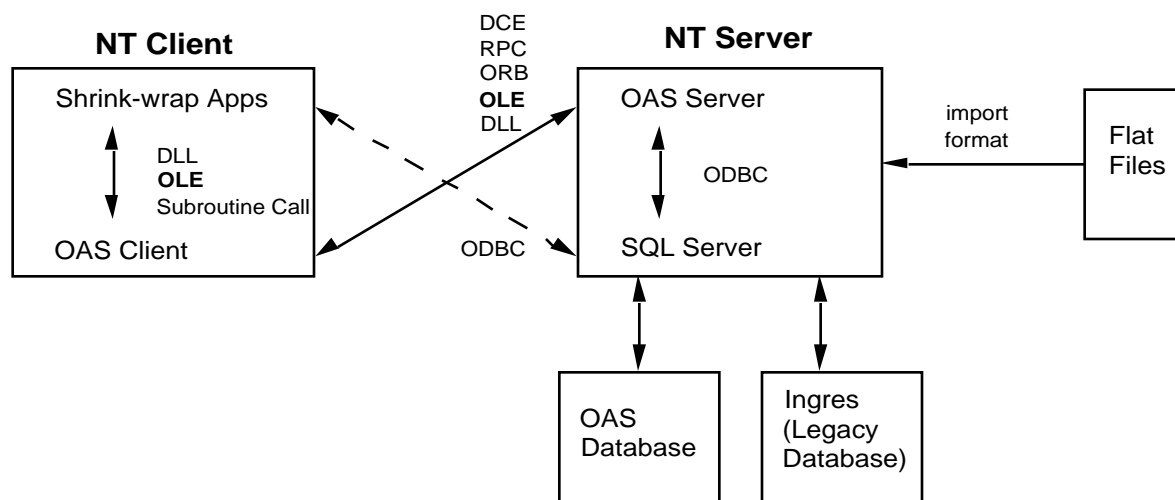 NT Client
Shrink-wrap Apps
DLL
OLE
Subroutine Call
OAS Client
DCE
RPC
ORB
OLE
DLL
ODBC
NT Server
OAS Server
ODBC
SQL Server
import
format
Flat
Files
OAS
Database
Ingres
(Legacy
Database)